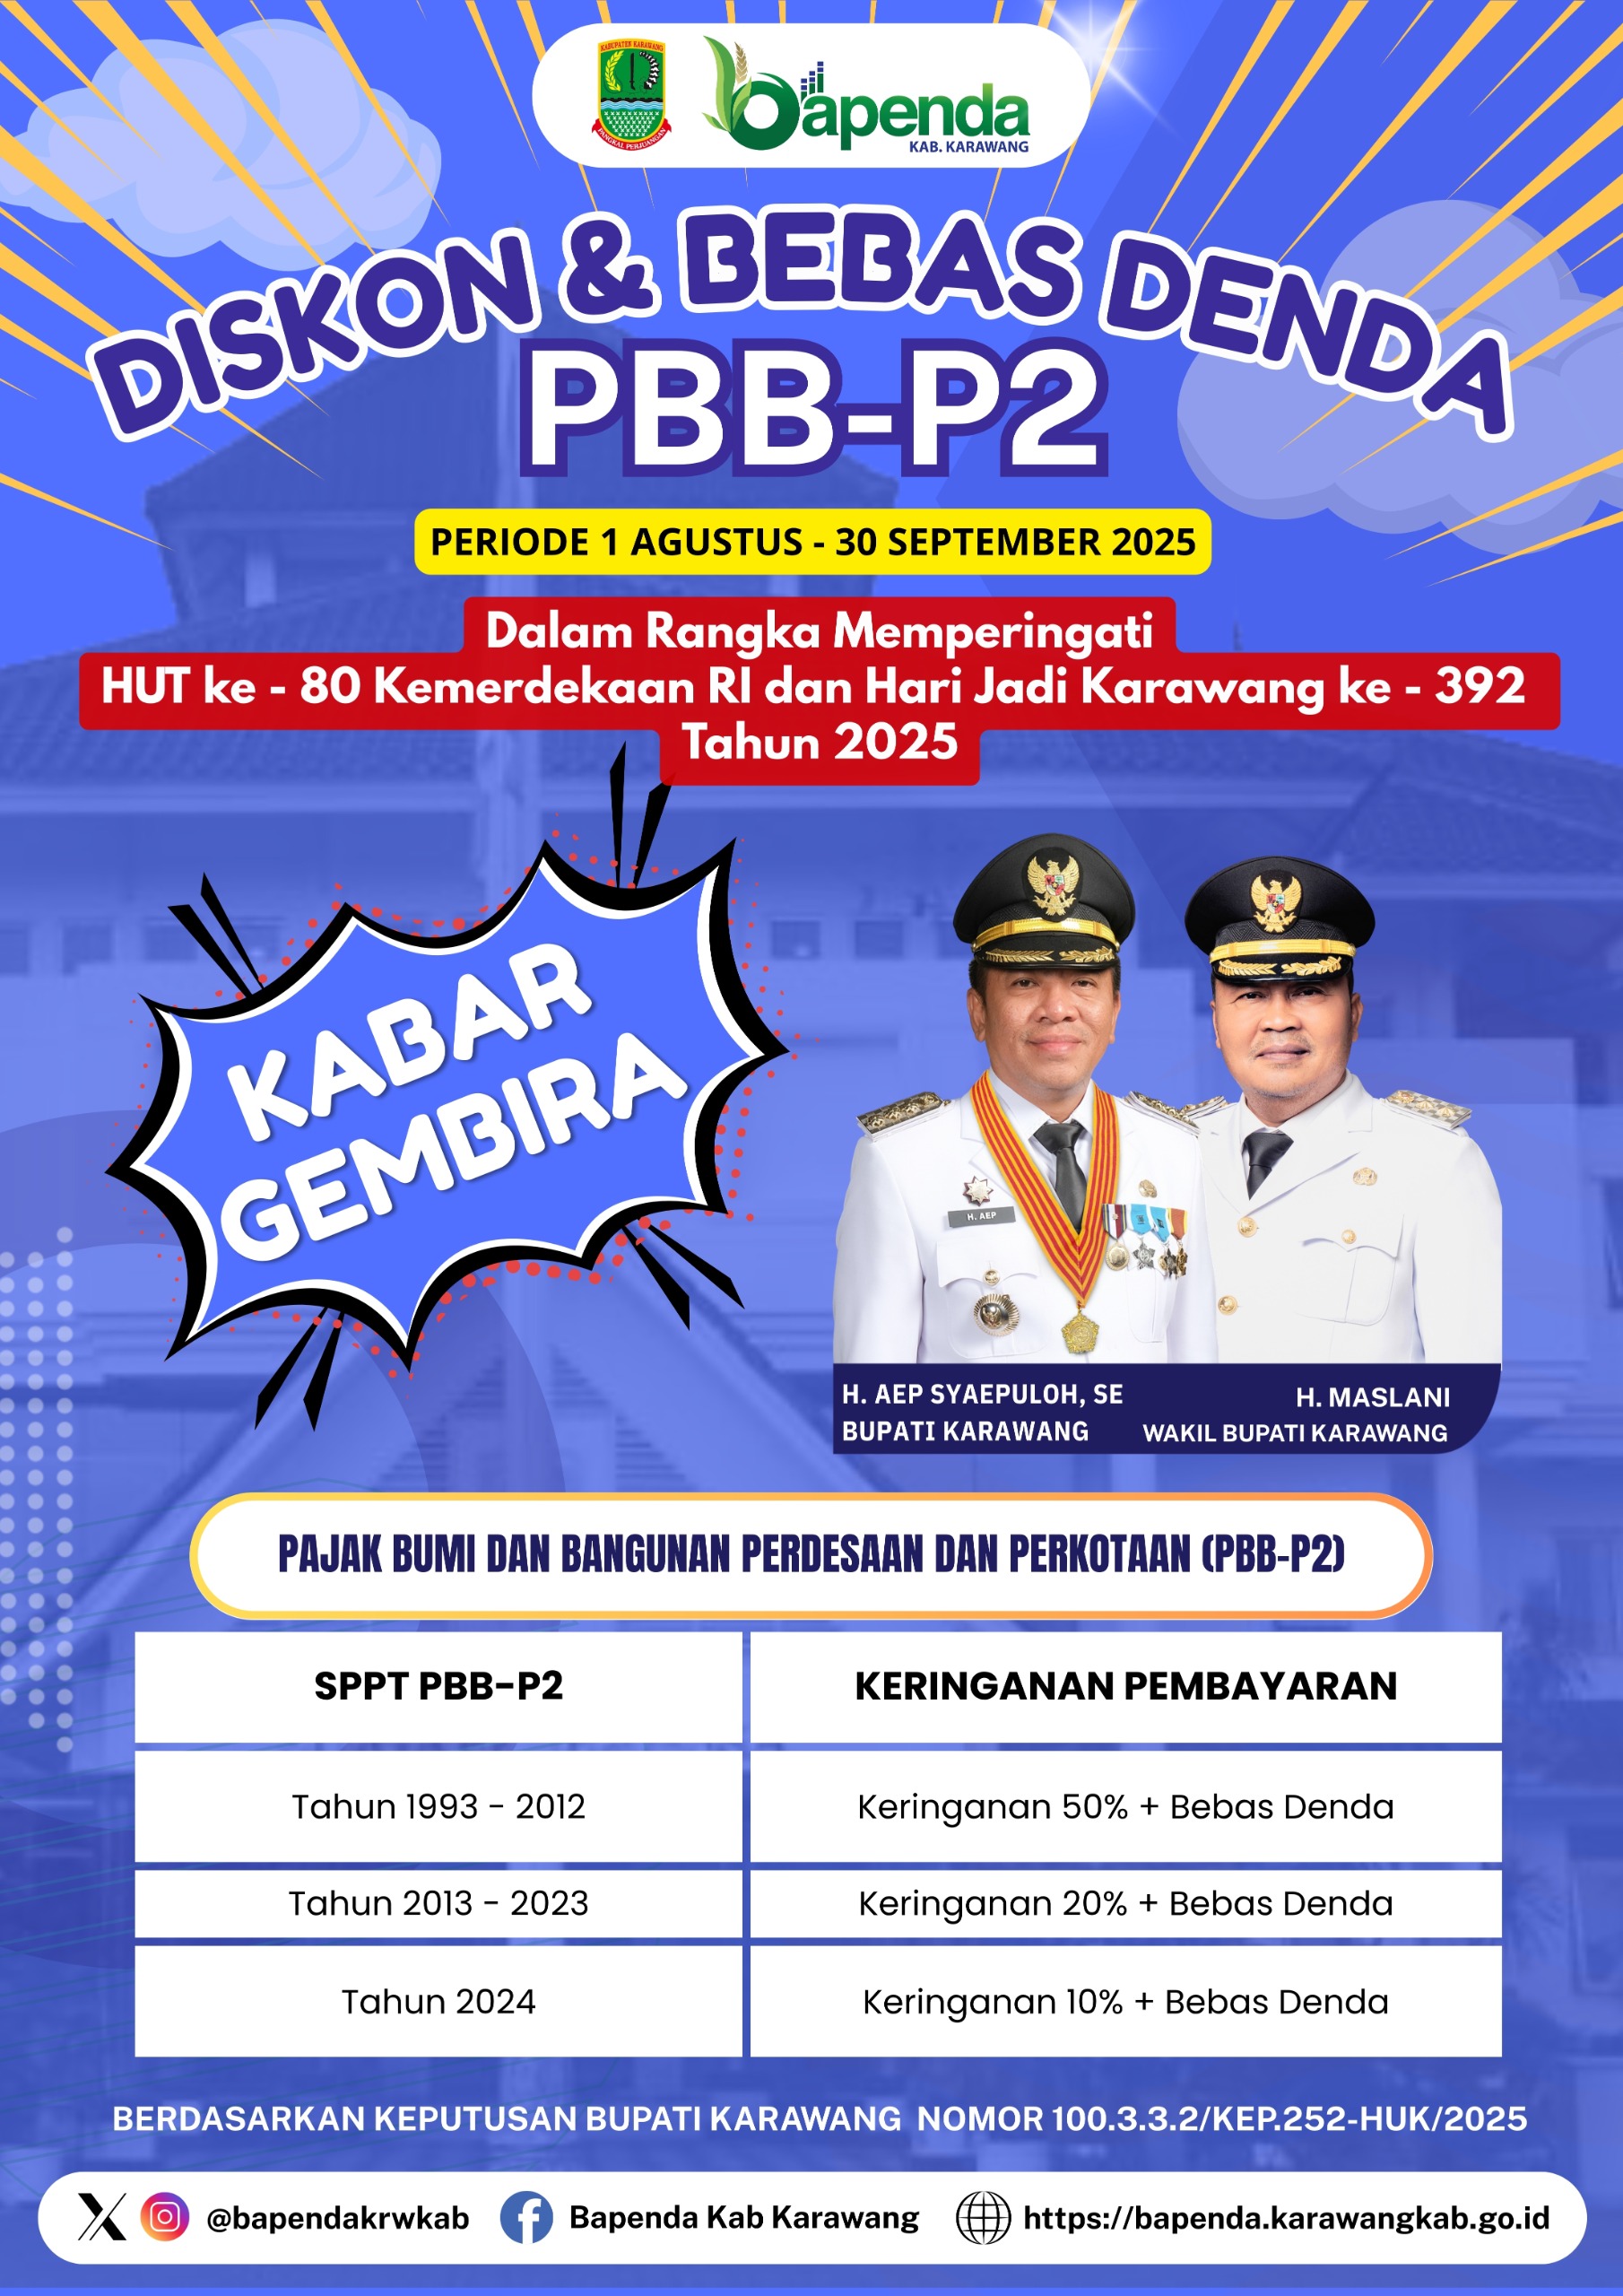 KABUPATEN KARAWANG
PANGKAL PERJUANGAN
bapenda
KAB. KARAWANG
DISKON & BEBAS DENDA
PBB-P2
PERIODE 1 AGUSTUS - 30 SEPTEMBER 2025
Dalam Rangka Memperingati
HUT ke - 80 Kemerdekaan RI dan Hari Jadi Karawang ke - 392
Tahun 2025
KABAR
GEMBIRA
H. AEP
H. AEP SYAEPULOH, SE
BUPATI KARAWANG
H. MASLANI
WAKIL BUPATI KARAWANG
PAJAK BUMI DAN BANGUNAN PERDESAAN DAN PERKOTAAN (PBB-P2)
SPPT PBB-P2 KERINGANAN PEMBAYARAN
Tahun 1993 - 2012 Keringanan 50% + Bebas Denda
Tahun 2013 - 2023 Keringanan 20% + Bebas Denda
Tahun 2024 Keringanan 10% + Bebas Denda
BERDASARKAN KEPUTUSAN BUPATI KARAWANG NOMOR 100.3.3.2/KEP.252-HUK/2025
@bapendakrwkab Bapenda Kab Karawang https://bapenda.karawangkab.go.id